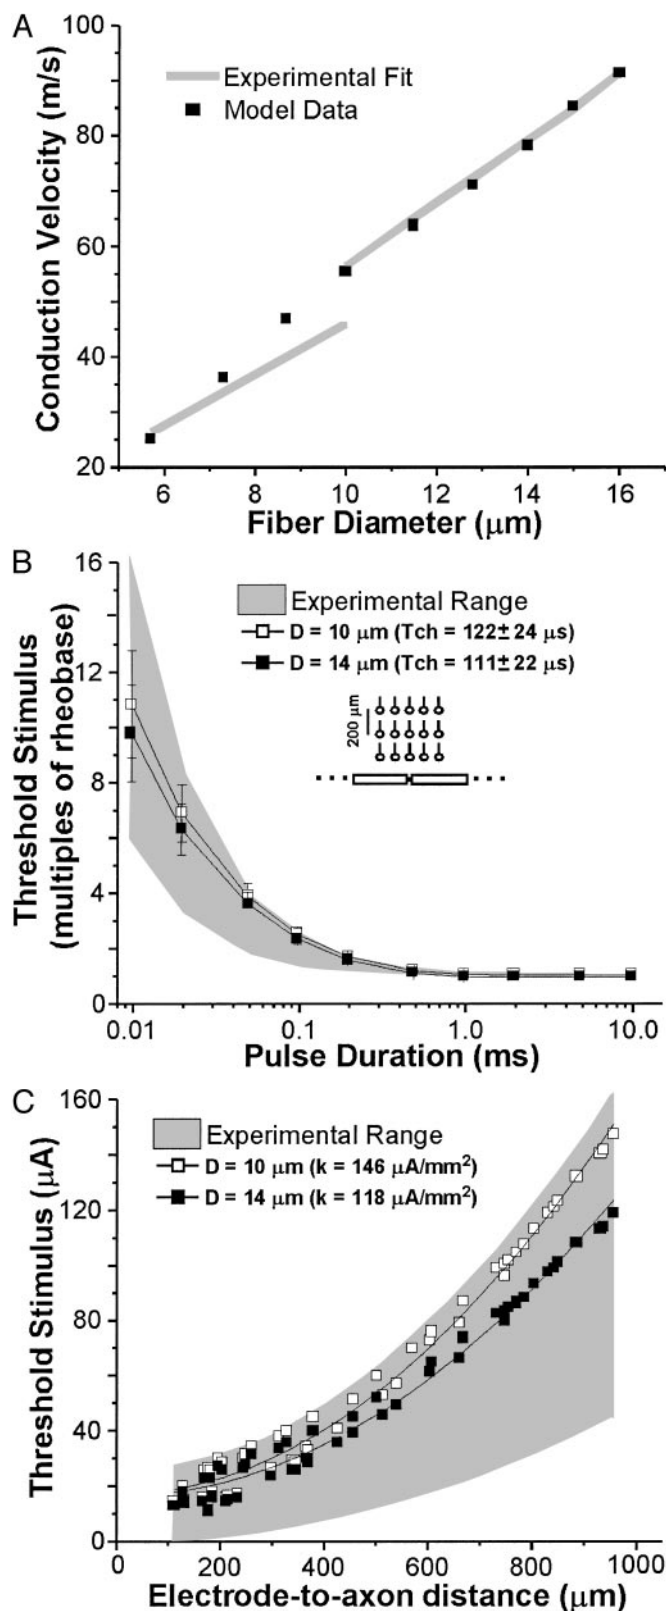 A
100
80
60
40
20
Conduction Velocity (m/s)
Experimental Fit
Model Data
6
8
10
12
14
16
Fiber Diameter (μm)
B
16
12
8
4
0
Threshold Stimulus
(multiples of rheobase)
Experimental Range
D = 10 μm (Tch = 122± 24 μs)
D = 14 μm (Tch = 111± 22 μs)
200 μm
0.01
0.1
1.0
10.0
Pulse Duration (ms)
C
160
120
80
40
0
Threshold Stimulus (μA)
Experimental Range
D = 10 μm (k = 146 μA/mm²)
D = 14 μm (k = 118 μA/mm²)
0
200
400
600
800
1000
Electrode-to-axon distance (μm)